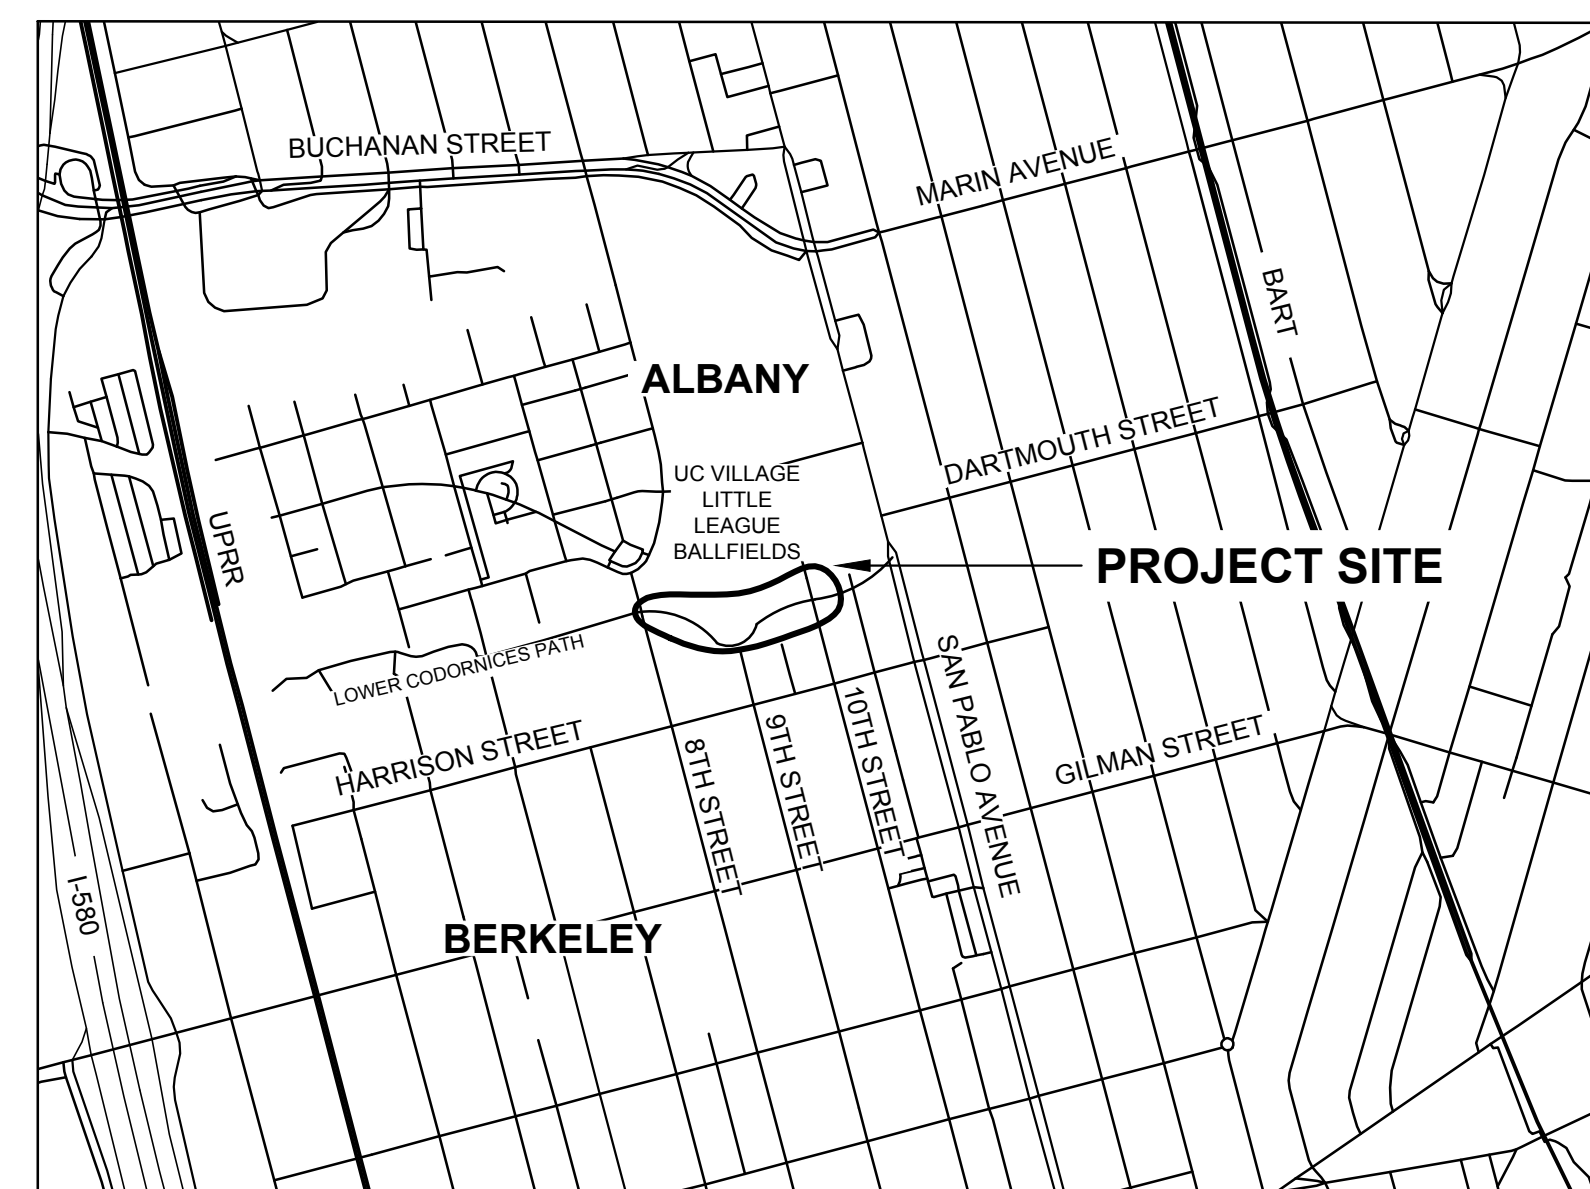 BUCHANAN STREET
MARIN AVENUE
BART
ALBANY
DARTMOUTH STREET
UC VILLAGE
LITTLE
LEAGUE
BALLFIELDS
UPRR
PROJECT SITE
LOWER CODORNICES PATH
SAN PABLO AVENUE
HARRISON STREET
8TH STREET
9TH STREET
10TH STREET
GILMAN STREET
I-580
BERKELEY